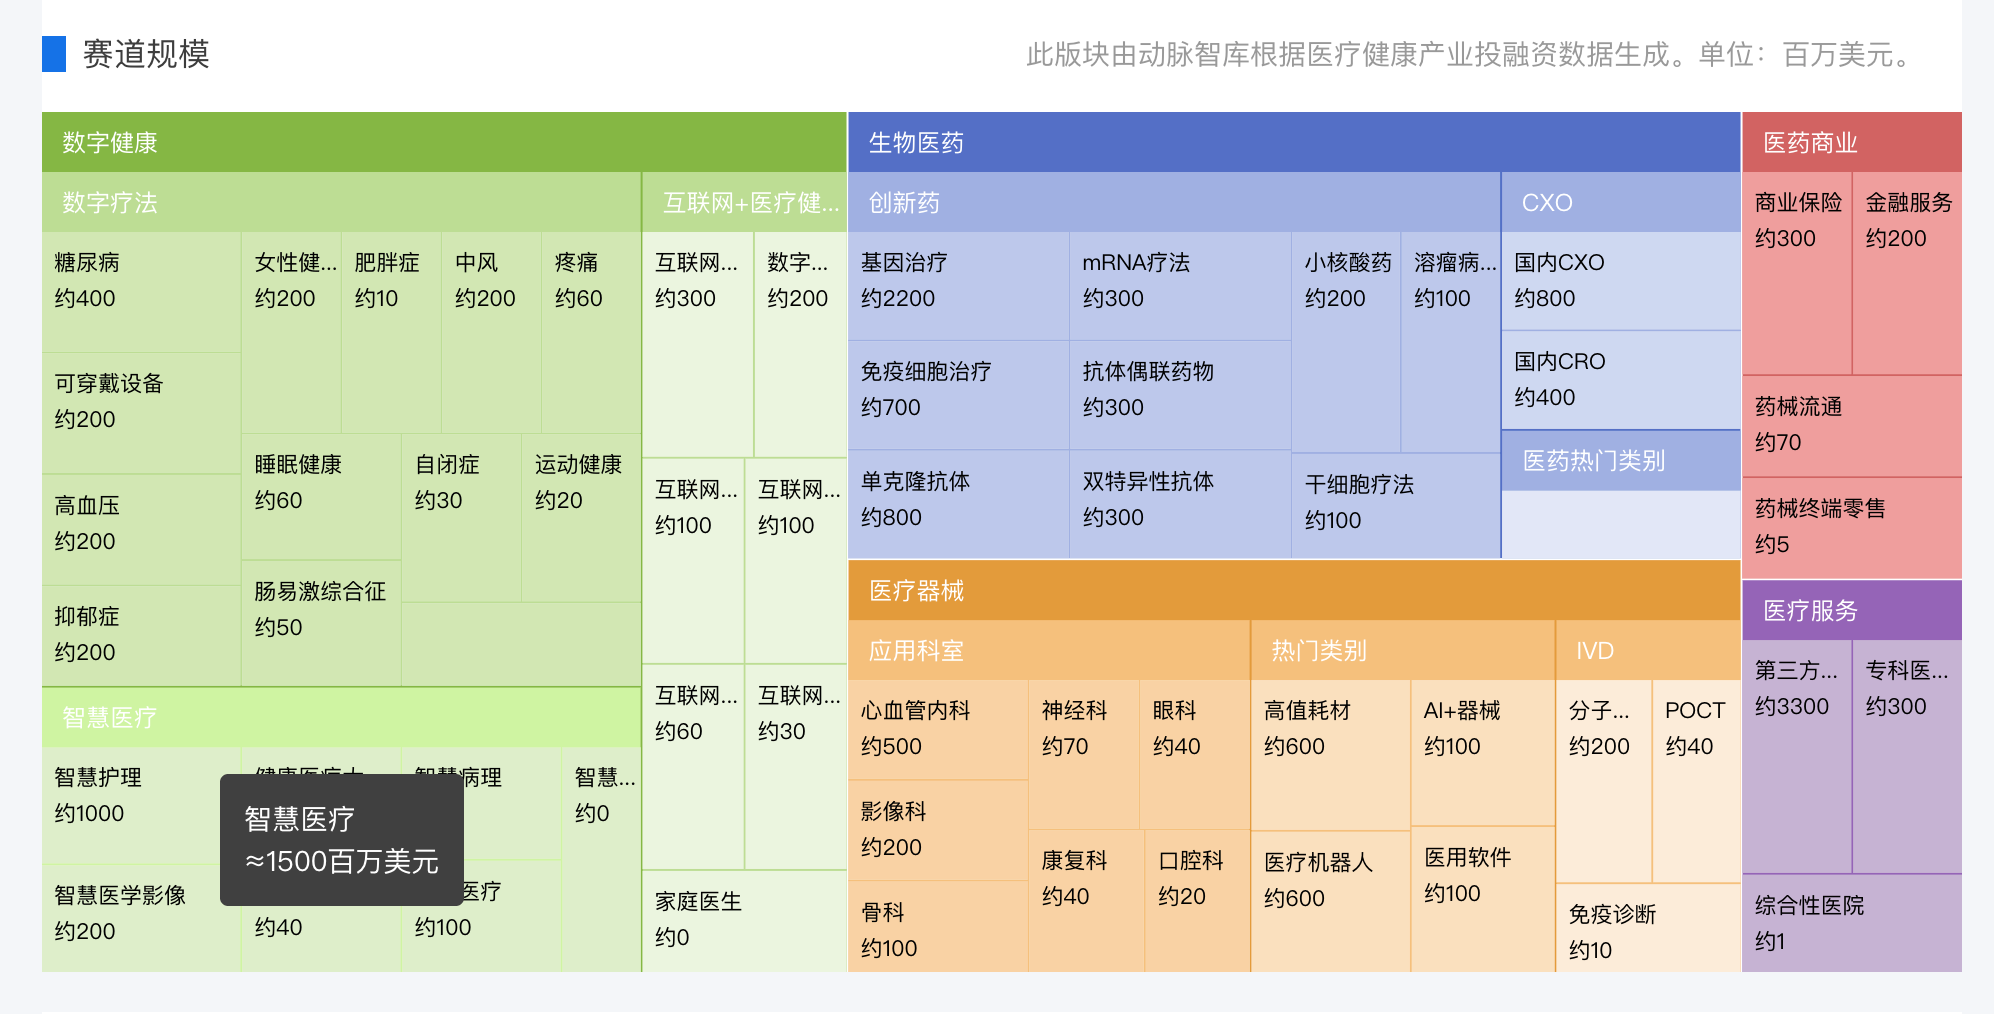 赛道规模
此版块由动脉智库根据医疗健康产业投融资数据生成。单位：百万美元。
数字健康
数字疗法
糖尿病
约400
可穿戴设备
约200
高血压
约200
抑郁症
约200
女性健...
约200
肥胖症
约10
中风
约200
疼痛
约60
睡眠健康
约60
自闭症
约30
运动健康
约20
肠易激综合征
约50
智慧医疗
智慧护理
约1000
智慧医学影像
约200
约40
病理
医疗
约100
智慧...
约0
智慧医疗
≈1500百万美元
互联网+医疗健...
互联网...
约300
数字...
约200
互联网...
约100
互联网...
约100
互联网...
约60
互联网...
约30
家庭医生
约0
生物医药
创新药
基因治疗
约2200
mRNA疗法
约300
小核酸药
约200
溶瘤病...
约100
免疫细胞治疗
约700
抗体偶联药物
约300
单克隆抗体
约800
双特异性抗体
约300
干细胞疗法
约100
CXO
国内CXO
约800
国内CRO
约400
医药热门类别
医疗器械
应用科室
心血管内科
约500
影像科
约200
骨科
约100
神经科
约70
眼科
约40
康复科
约40
口腔科
约20
热门类别
高值耗材
约600
AI+器械
约100
医疗机器人
约600
医用软件
约100
IVD
分子...
约200
POCT
约40
免疫诊断
约10
医药商业
商业保险
约300
金融服务
约200
药械流通
约70
药械终端零售
约5
医疗服务
第三方...
约3300
专科医...
约300
综合性医院
约1